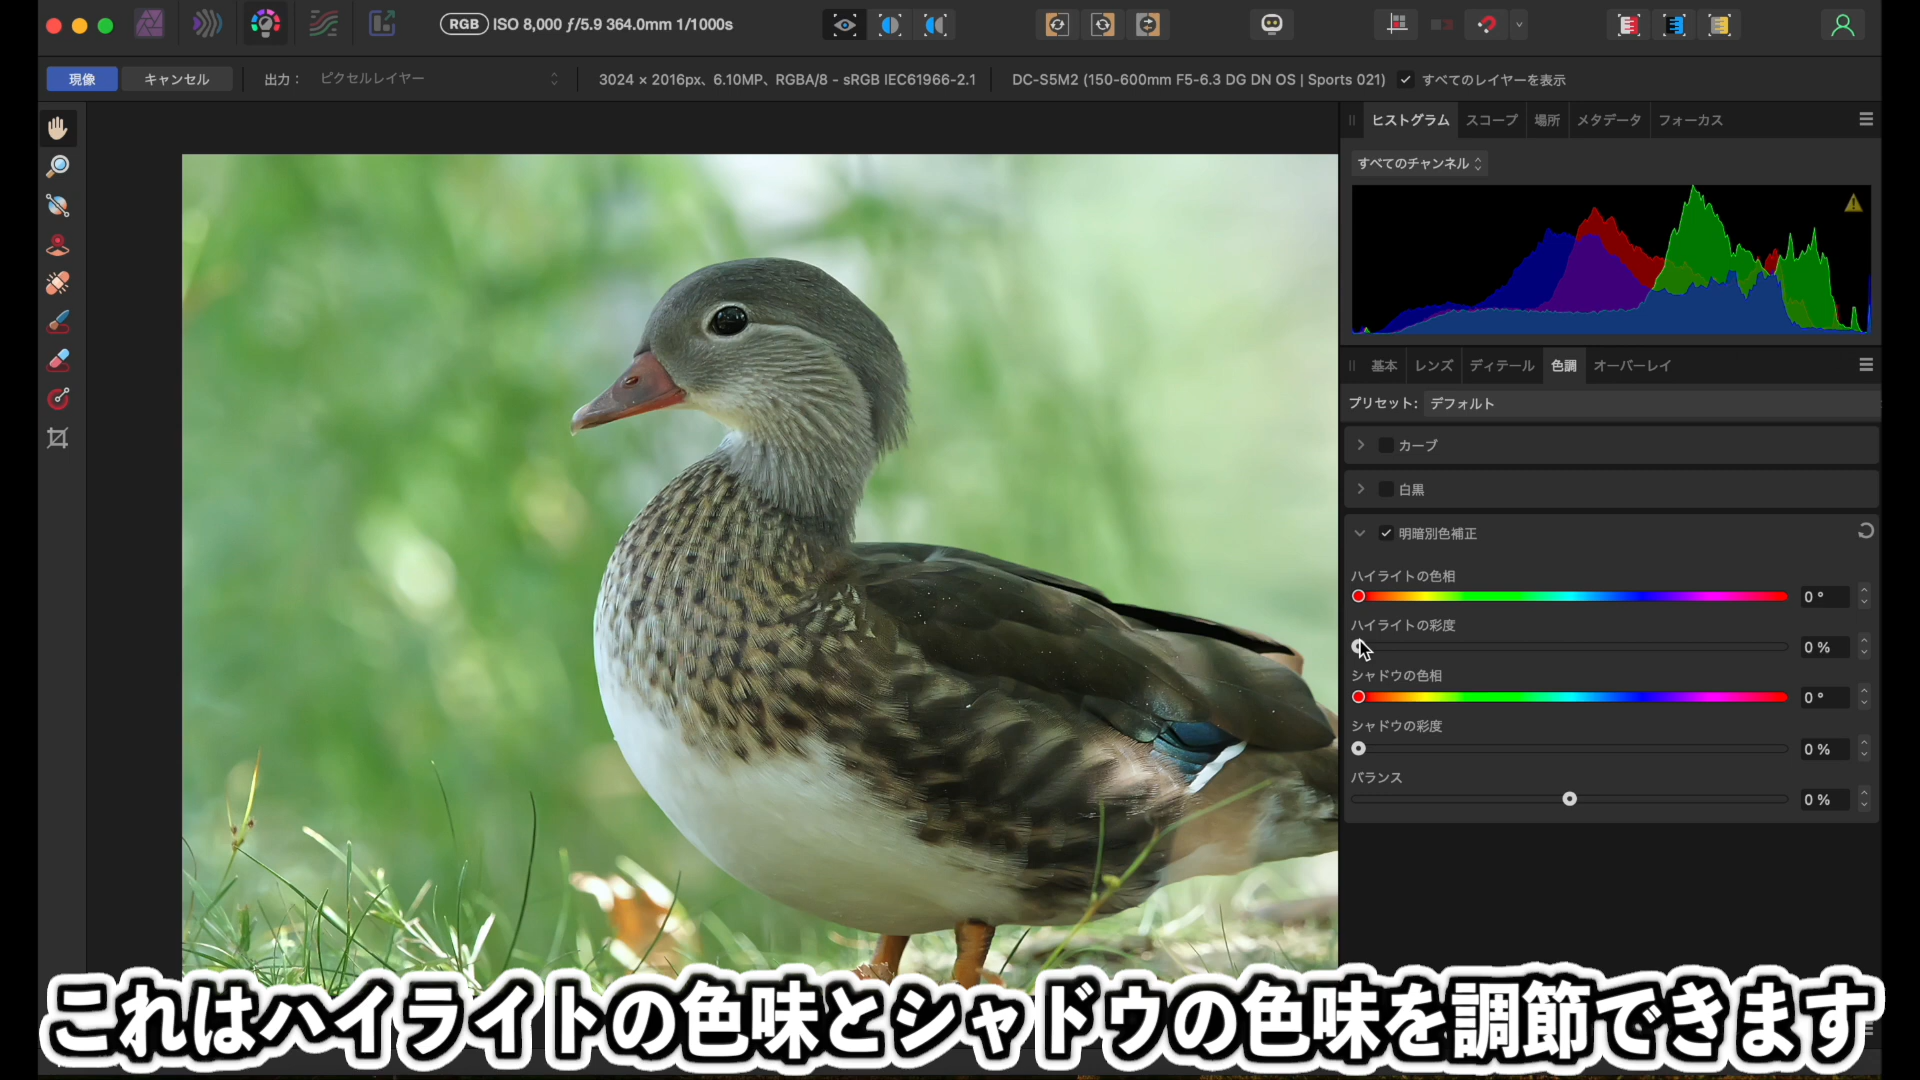 RGB ISO 8,000 ƒ/5.9 364.0mm 1/1000s
現像 キャンセル 出力： ピクセルレイヤー 3024 × 2016px、6.10MP、RGBA/8 - sRGB IEC61966-2.1 DC-S5M2 (150-600mm F5-6.3 DG DN OS | Sports 021) すべてのレイヤーを表示
ヒストグラム スコープ 場所 メタデータ フォーカス
すべてのチャンネル
基本 レンズ ディテール 色調 オーバーレイ
プリセット： デフォルト
カーブ
白黒
明暗別色補正
ハイライトの色相
0 °
ハイライトの彩度
0 %
シャドウの色相
0 °
シャドウの彩度
0 %
バランス
0 %
これはハイライトの色味とシャドウの色味を調節できます